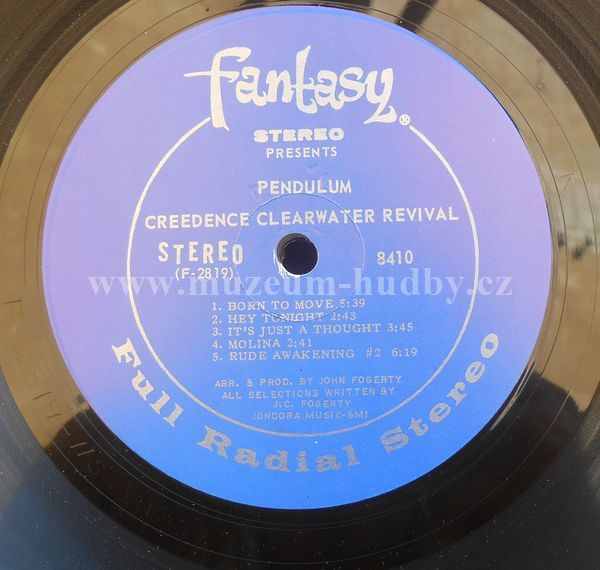 fantasy ®
STEREO
PRESENTS
PENDULUM
CREEDENCE CLEARWATER REVIVAL
STEREO
(F-2819)
8410
www.muzeum-hudby.cz
1. BORN TO MOVE 5:39
2. HEY TONIGHT 2:43
3. IT'S JUST A THOUGHT 3:45
4. MOLINA 2:41
5. RUDE AWAKENING #2 6:19
ARR. & PROD. BY JOHN FOGERTY
ALL SELECTIONS WRITTEN BY
J.C. FOGERTY
JONDORA MUSIC-BMI
Full Radial Stereo